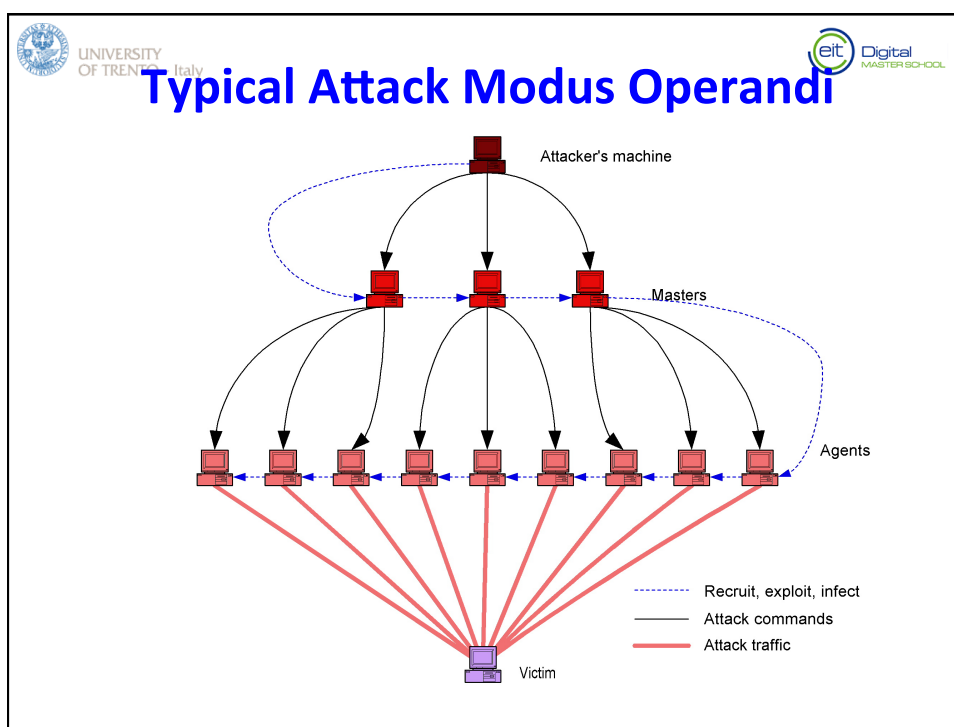 UNIVERSITY
OF TRENTO - Italy
eit Digital
MASTER SCHOOL
Typical Attack Modus Operandi
Attacker's machine
Masters
Agents
Recruit, exploit, infect
Attack commands
Attack traffic
Victim